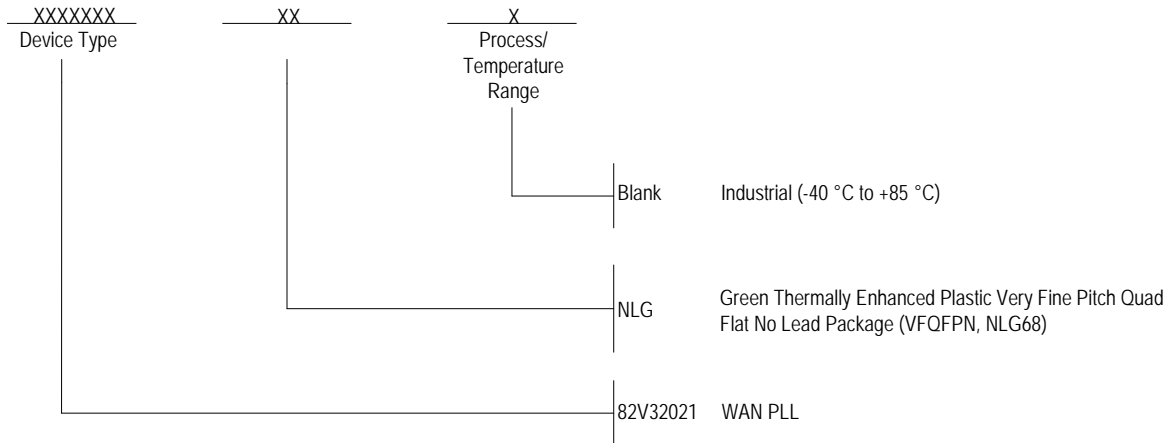 XXXXXXX XX X
Device Type Process/
Temperature
Range
Blank Industrial (-40 °C to +85 °C)
NLG Green Thermally Enhanced Plastic Very Fine Pitch Quad
Flat No Lead Package (VFQFPN, NLG68)
82V32021 WAN PLL